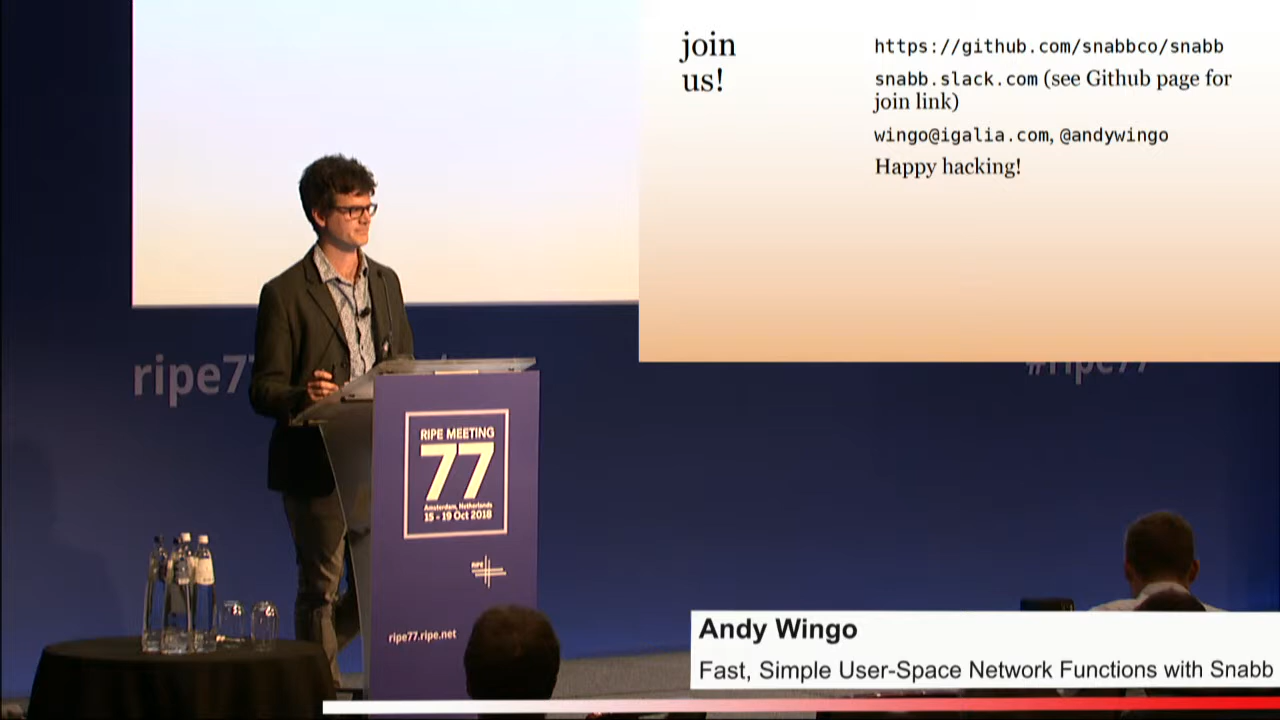 join
us!
https://github.com/snabbco/snabb
snabb.slack.com (see Github page for
join link)
wingo@igalia.com, @andywingo
Happy hacking!
ripe77
#ripe77
RIPE MEETING
77
Amsterdam, Netherlands
15 - 19 Oct 2018
RIPE
ripe77.ripe.net
Andy Wingo
Fast, Simple User-Space Network Functions with Snabb